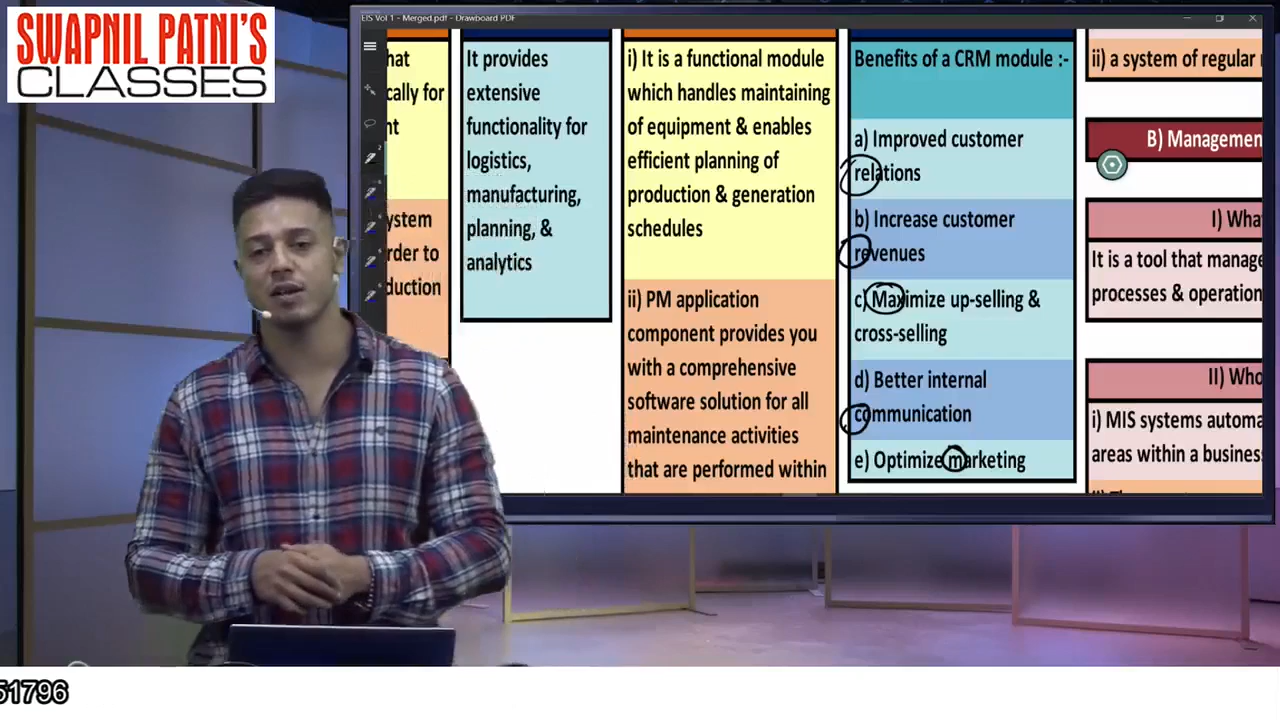 SWAPNIL PATNI'S
CLASSES
EIS Vol 1 - Merged.pdf - Drawboard PDF
hat
cally for
nt
ystem
rder to
duction
It provides
extensive
functionality for
logistics,
manufacturing,
planning, &
analytics
i) It is a functional module
which handles maintaining
of equipment & enables
efficient planning of
production & generation
schedules
ii) PM application
component provides you
with a comprehensive
software solution for all
maintenance activities
that are performed within
Benefits of a CRM module :-
a) Improved customer
relations
b) Increase customer
revenues
c) Maximize up-selling &
cross-selling
d) Better internal
communication
e) Optimize marketing
ii) a system of regular
B) Managemen
I) Wha
It is a tool that manage
processes & operation
II) Who
i) MIS systems automa
areas within a business
51796